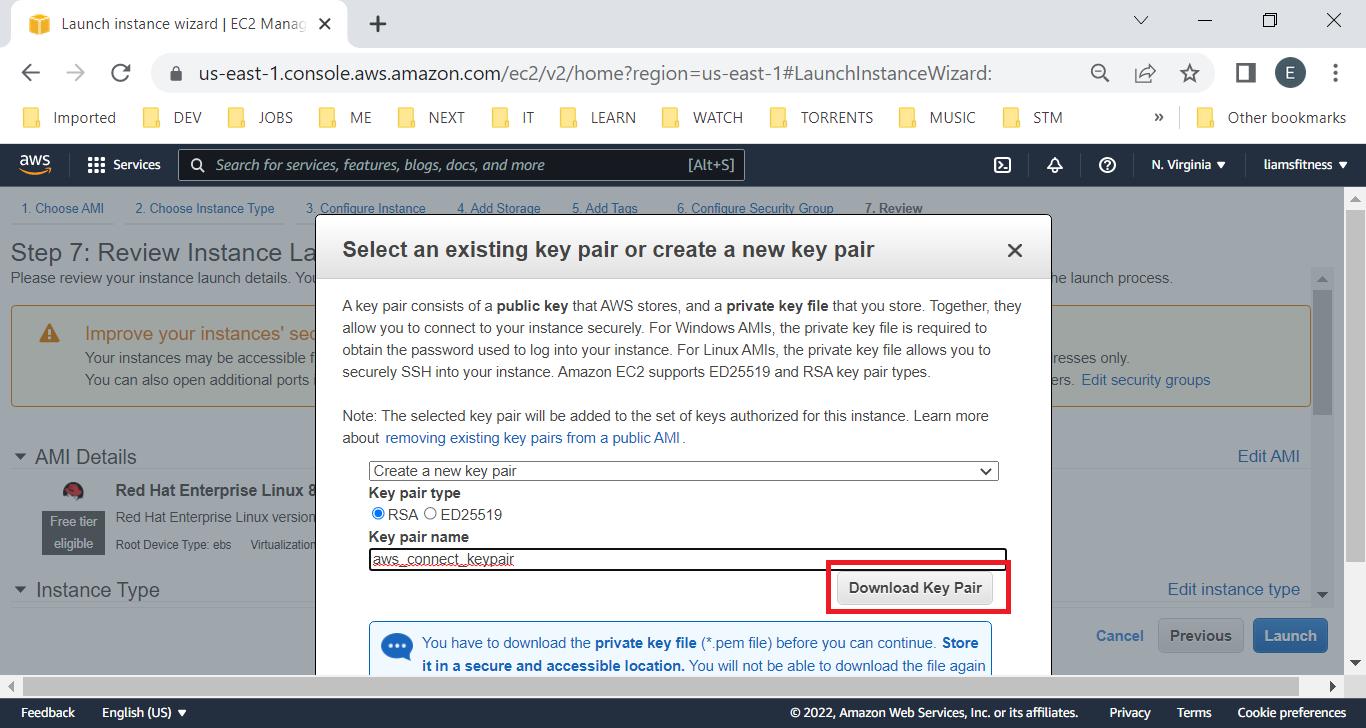 Launch instance wizard | EC2 Manag
us-east-1.console.aws.amazon.com/ec2/v2/home?region=us-east-1#LaunchInstanceWizard:
E
Imported DEV JOBS ME NEXT IT LEARN WATCH TORRENTS MUSIC STM » Other bookmarks
aws Services Search for services, features, blogs, docs, and more [Alt+S] N. Virginia liamsfitness
1. Choose AMI 2. Choose Instance Type 3. Configure Instance 4. Add Storage 5. Add Tags 6. Configure Security Group 7. Review
Step 7: Review Instance La
Please review your instance launch details. You he launch process.
Improve your instances' sec
Your instances may be accessible f resses only.
You can also open additional ports i ers. Edit security groups
AMI Details Edit AMI
Red Hat Enterprise Linux 8
Free tier
eligible
Red Hat Enterprise Linux version
Root Device Type: ebs Virtualization
Instance Type Edit instance type
Cancel Previous Launch
Select an existing key pair or create a new key pair
A key pair consists of a public key that AWS stores, and a private key file that you store. Together, they
allow you to connect to your instance securely. For Windows AMIs, the private key file is required to
obtain the password used to log into your instance. For Linux AMIs, the private key file allows you to
securely SSH into your instance. Amazon EC2 supports ED25519 and RSA key pair types.
Note: The selected key pair will be added to the set of keys authorized for this instance. Learn more
about removing existing key pairs from a public AMI .
Create a new key pair
Key pair type
RSA ED25519
Key pair name
aws_connect_keypair
Download Key Pair
You have to download the private key file (*.pem file) before you can continue. Store
it in a secure and accessible location. You will not be able to download the file again
Feedback English (US) © 2022, Amazon Web Services, Inc. or its affiliates. Privacy Terms Cookie preferences